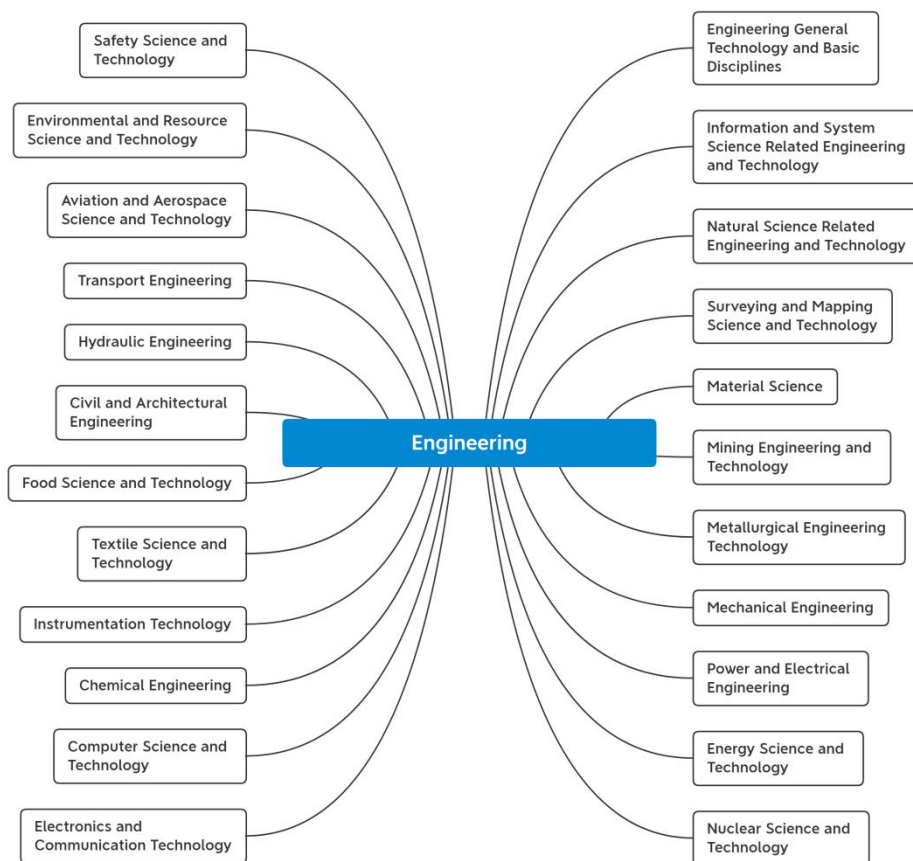 Safety Science and
Technology
Environmental and Resource
Science and Technology
Aviation and Aerospace
Science and Technology
Transport Engineering
Hydraulic Engineering
Civil and Architectural
Engineering
Food Science and Technology
Textile Science and
Technology
Instrumentation Technology
Chemical Engineering
Computer Science and
Technology
Electronics and
Communication Technology
Engineering
Engineering General
Technology and Basic
Disciplines
Information and System
Science Related Engineering
and Technology
Natural Science Related
Engineering and Technology
Surveying and Mapping
Science and Technology
Material Science
Mining Engineering and
Technology
Metallurgical Engineering
Technology
Mechanical Engineering
Power and Electrical
Engineering
Energy Science and
Technology
Nuclear Science and
Technology